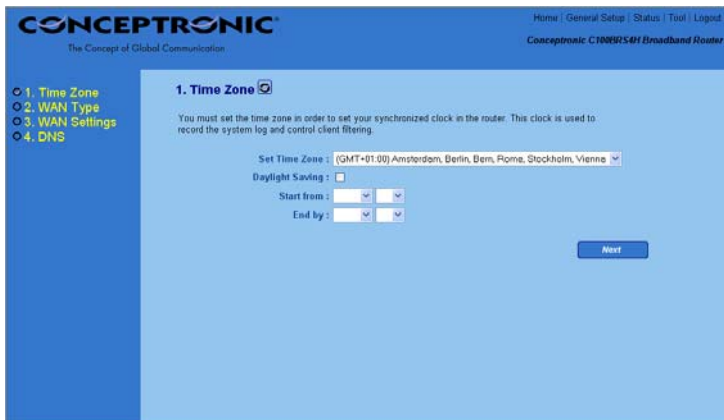 CONCEPTRONIC
The Concept of Global Communication
Home | General Setup | Status | Tool | Logout
Conceptronic C100BRS4H Broadband Router
1. Time Zone
2. WAN Type
3. WAN Settings
4. DNS
1. Time Zone
You must set the time zone in order to set your synchronized clock in the router. This clock is used to
record the system log and control client filtering.
Set Time Zone : (GMT+01:00) Amsterdam, Berlin, Bern, Rome, Stockholm, Vienna
Daylight Saving :
Start from :
End by :
Next